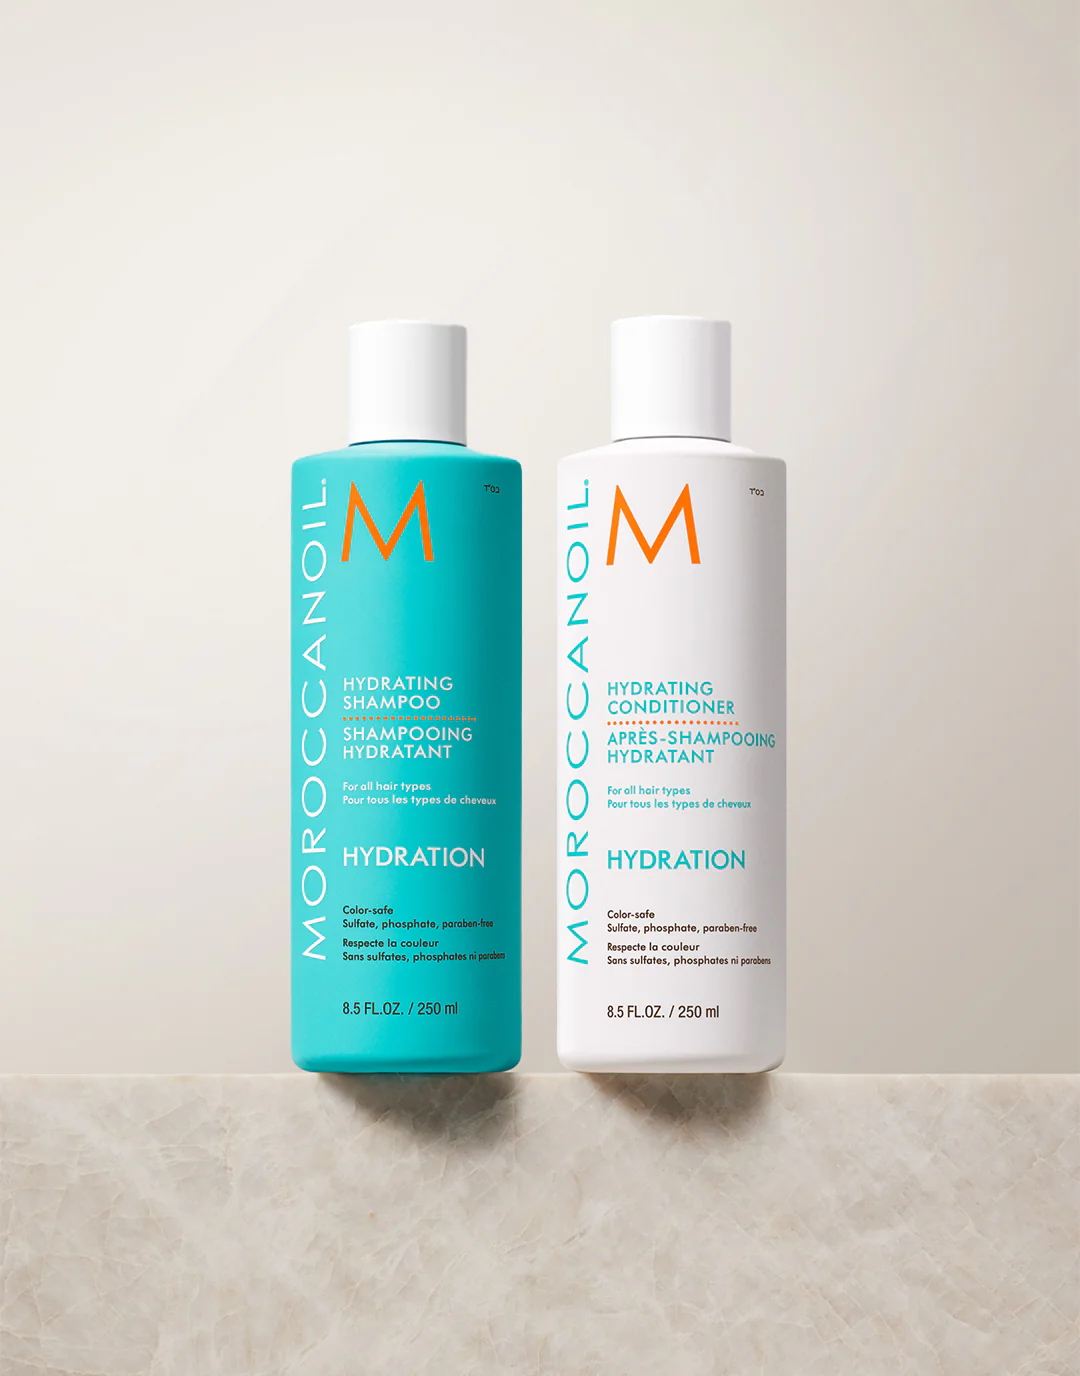 MOROCCANOIL.
M
בס"ד
HYDRATING
SHAMPOO
SHAMPOOING
HYDRATANT
For all hair types
Pour tous les types de cheveux
HYDRATION
Color-safe
Sulfate, phosphate, paraben-free
Respecte la couleur
Sans sulfates, phosphates ni parabens
8.5 FL.OZ. / 250 ml
MOROCCANOIL.
M
בס"ד
HYDRATING
CONDITIONER
APRÈS-SHAMPOOING
HYDRATANT
For all hair types
Pour tous les types de cheveux
HYDRATION
Color-safe
Sulfate, phosphate, paraben-free
Respecte la couleur
Sans sulfates, phosphates ni parabens
8.5 FL.OZ. / 250 ml